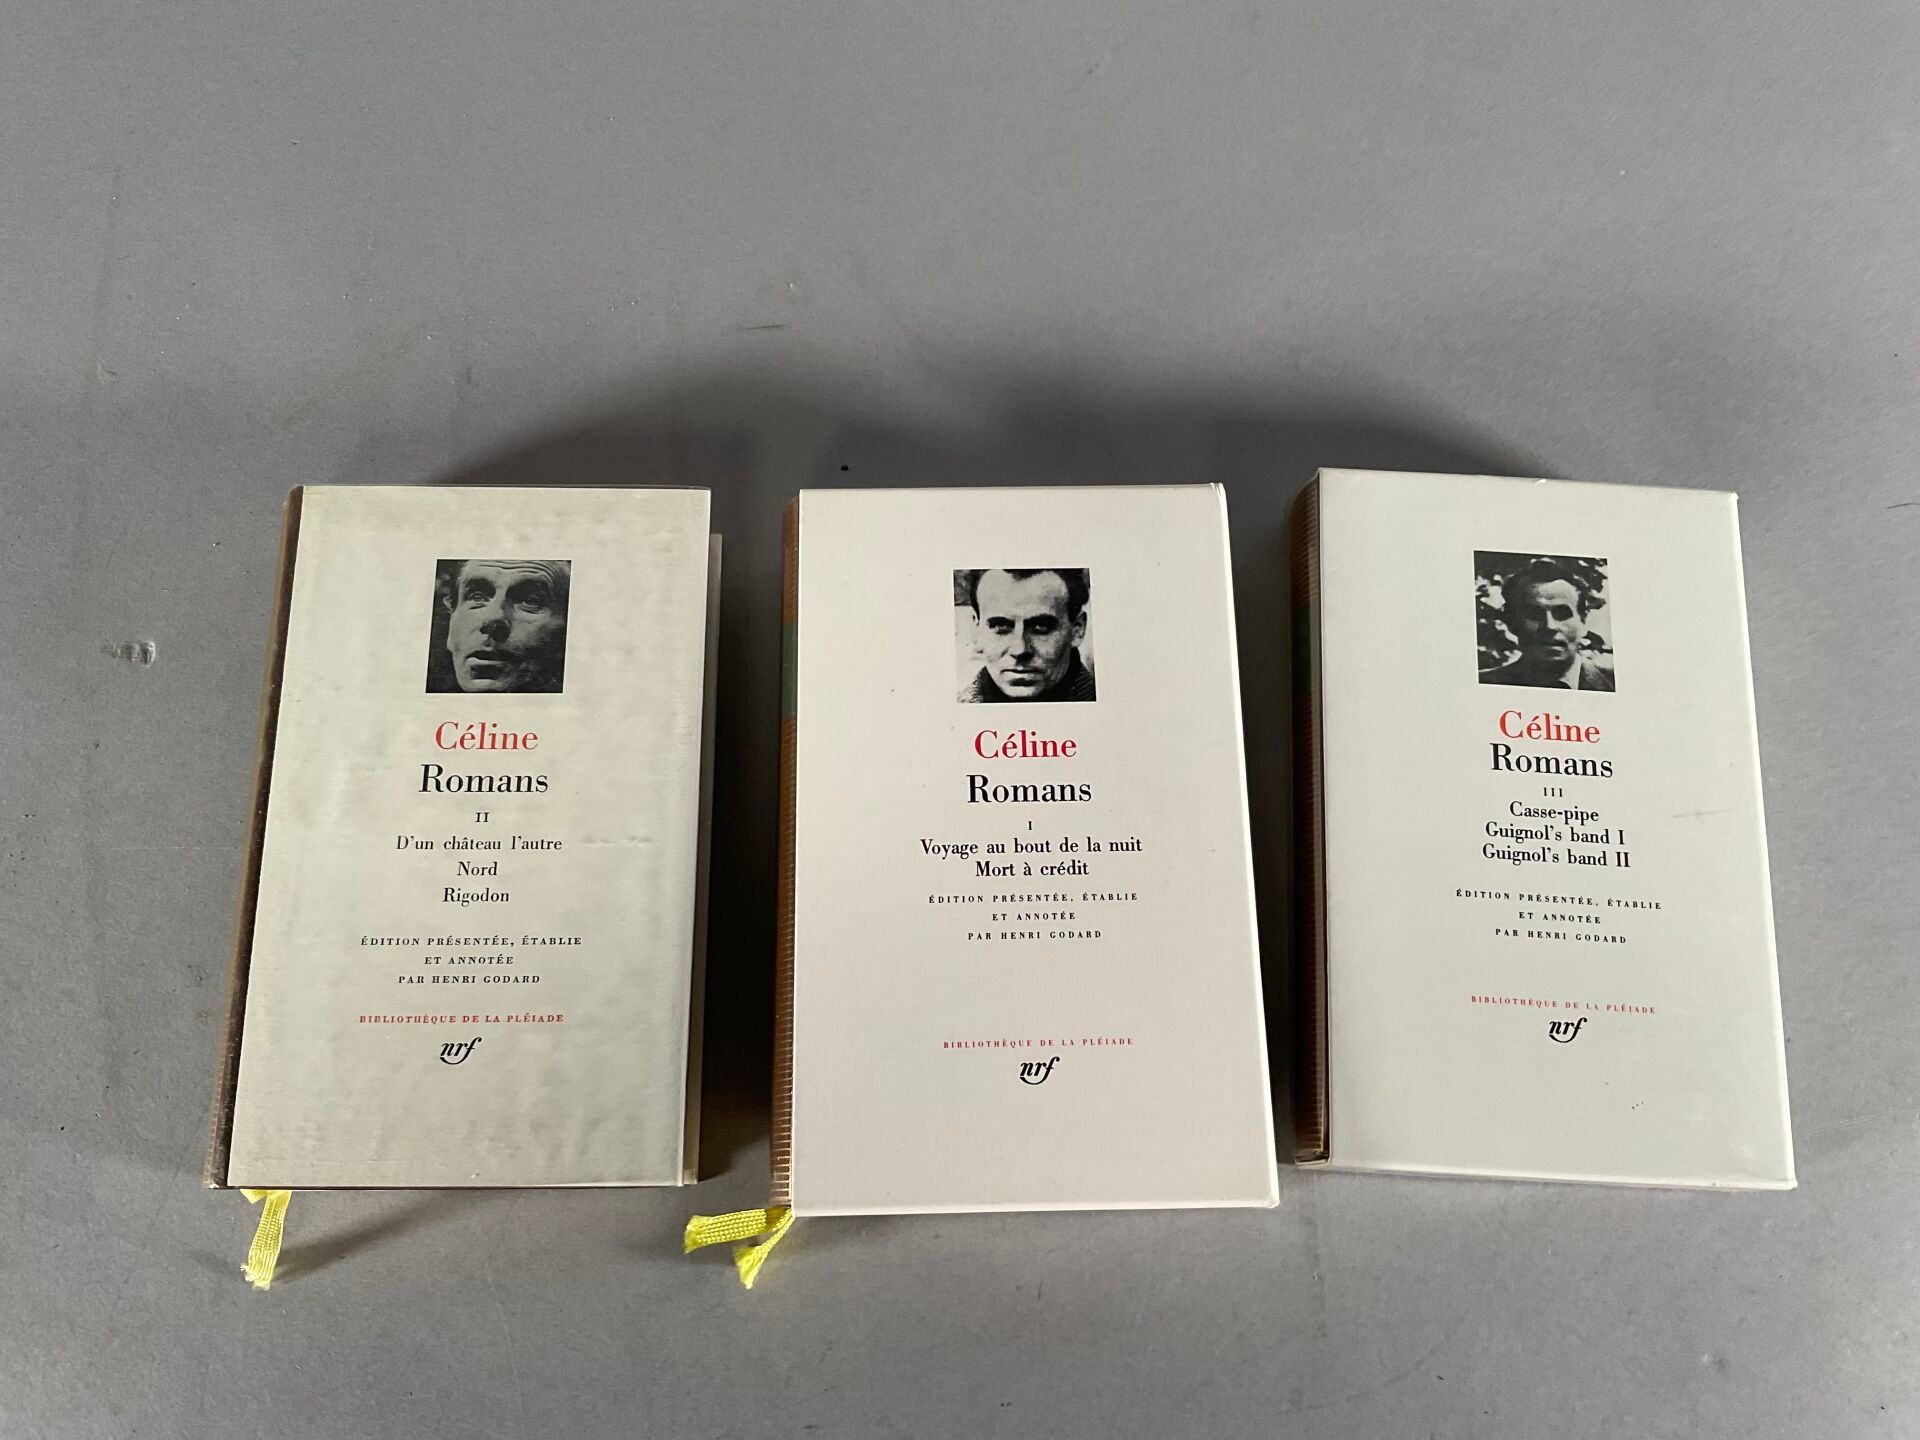 Céline
Romans
II
D'un château l'autre
Nord
Rigodon
ÉDITION PRÉSENTÉE, ÉTABLIE
ET ANNOTÉE
PAR HENRI GODARD
BIBLIOTHÈQUE DE LA PLÉIADE
nrf
Céline
Romans
I
Voyage au bout de la nuit
Mort à crédit
ÉDITION PRÉSENTÉE, ÉTABLIE
ET ANNOTÉE
PAR HENRI GODARD
BIBLIOTHÈQUE DE LA PLÉIADE
nrf
Céline
Romans
III
Casse-pipe
Guignol's band I
Guignol's band II
ÉDITION PRÉSENTÉE, ÉTABLIE
ET ANNOTÉE
PAR HENRI GODARD
BIBLIOTHÈQUE DE LA PLÉIADE
nrf